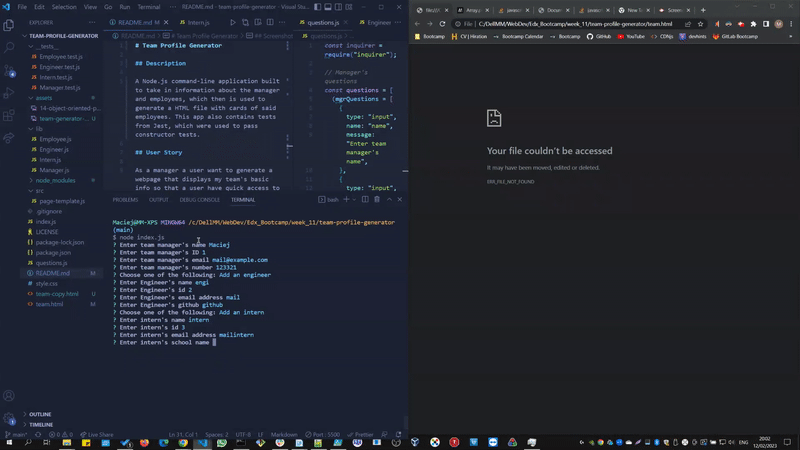 File Edit Selection View Go Run Terminal
README.md - team-profile-generator - Visual Studio
EXPLORER
TEAM-PROFILE-GENERATOR
__tests__
Employee.test.js
Engineer.test.js
Intern.test.js
Manager.test.js
assets
14-object-oriented-p...
team-generator-...
lib
Employee.js
Engineer.js
Intern.js
Manager.js
node_modules
src
page-template.js
.gitignore
index.js
LICENSE
package-lock.json
package.json
questions.js
README.md M
style.css
team-copy.html U
team.html M
OUTLINE
TIMELINE
README.md M
Intern.js
README.md > # Team Profile Generator > ## Screenshot
# Team Profile Generator
## Description
A Node.js command-line application built
to take in information about the manager
and employees, which then is used to
generate a HTML file with cards of said
employees. This app also contains tests
from Jest, which were used to pass
constructor tests.
## User Story
As a manager a user want to generate a
webpage that displays my team's basic
info so that a user have quick access to
questions.js
Engineer
const inquirer =
require("inquirer");
// Manager's
questions
const questions = [
(mgrQuestions = [
{
type: "input",
name: "name",
message:
"Enter team
manager's
name",
},
{
type: "input",
PROBLEMS OUTPUT DEBUG CONSOLE TERMINAL
bash
Maciej@MM-XPS MINGW64 /c/DellMM/WebDev/Edx_Bootcamp/week_11/team-profile-generator
(main)
$ node index.js
? Enter team manager's name Maciej
? Enter team manager's ID 1
? Enter team manager's email mail@example.com
? Enter team manager's number 123321
? Choose one of the following: Add an engineer
? Enter Engineer's name engi
? Enter Engineer's id 2
? Enter Engineer's email address mail
? Enter Engineer's github github
? Choose one of the following: Add an intern
? Enter intern's name intern
? Enter intern's id 3
? Enter intern's email address mailintern
? Enter intern's school name
main* Live Share Ln 31, Col 1 Spaces: 2 UTF-8 LF Markdown Port : 5500 Prettier
file:/// Array.p javascr Docum javascr How T Screen
File C:/DellMM/WebDev/Edx_Bootcamp/week_11/team-profile-generator/team.html
Bootcamp CV | Hiration Bootcamp Bootcamp GitHub YouTube CDNjs devhints GitLab-Bootcamp
Your file couldn't be accessed
It may have been moved, edited or deleted.
ERR_FILE_NOT_FOUND
ENG
20:02
12/02/2023